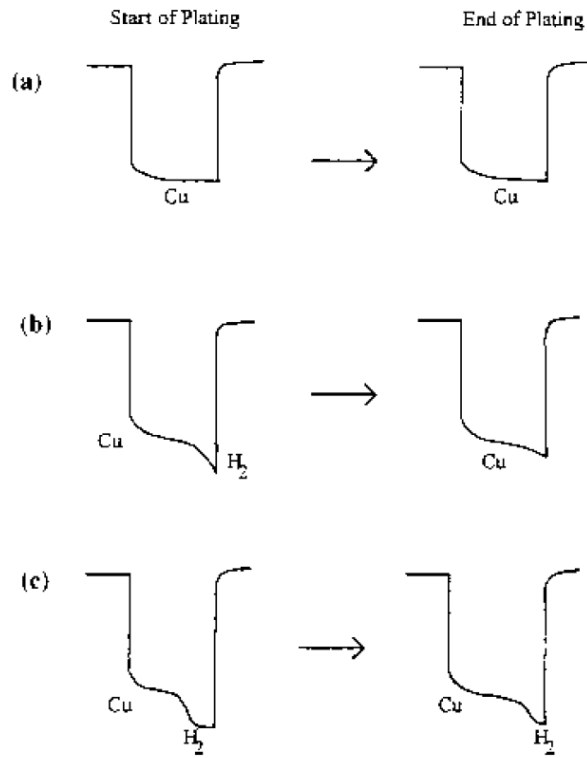 Start of Plating End of Plating
(a)
Cu Cu
(b)
Cu H2 Cu
(c)
Cu Cu
H2 H2